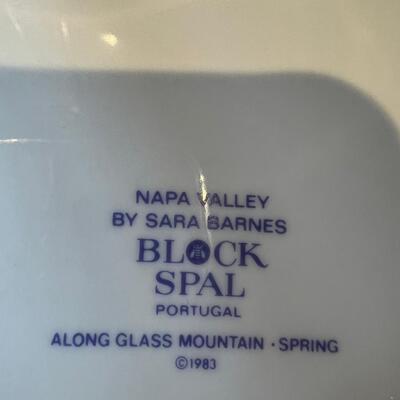 NAPA VALLEY
BY SARA BARNES
BLOCK
SPAL
PORTUGAL
ALONG GLASS MOUNTAIN · SPRING
©1983